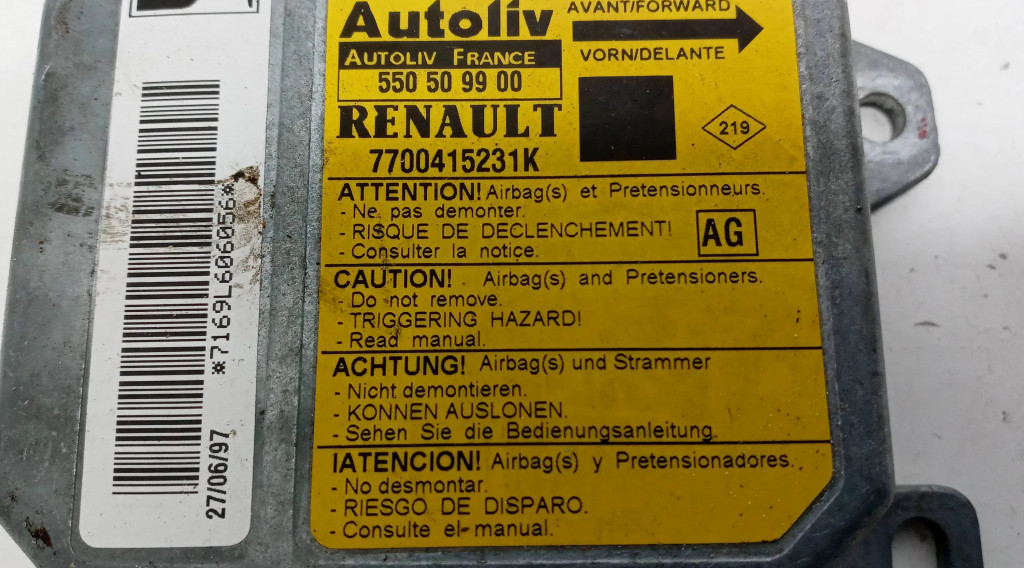 Autoliv
AUTOLIV FRANCE
550 50 99 00
RENAULT
7700415231K
AVANT/FORWARD
VORN/DELANTE
219
ATTENTION! Airbag(s) et Pretensionneurs.
- Ne pas demonter.
- RISQUE DE DECLENCHEMENT!
- Consulter la notice.
AG
CAUTION! Airbag(s) and Pretensioners.
- Do not remove.
- TRIGGERING HAZARD!
- Read manual.
ACHTUNG! Airbag(s) und Strammer
- Nicht demontieren.
- KONNEN AUSLONEN.
- Sehen Sie die Bedienungsanleitung.
IATENCION! Airbag(s) y Pretensionadores.
- No desmontar.
- RIESGO DE DISPARO.
- Consulte el manual.
*7169L606056*
27/06/97